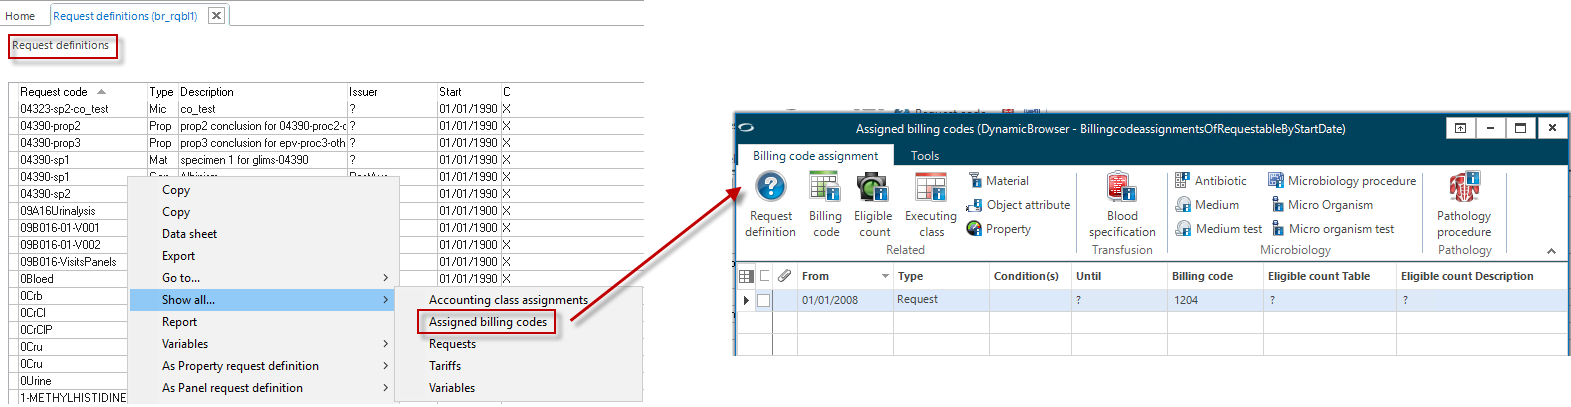 Home Request definitions (br_rqbl1)
Request definitions
Request code Type Description Issuer Start C
04323-sp2-co_test Mic co_test ? 01/01/1990 X
04390-prop2 Prop prop2 conclusion for 04390-proc2-c ? 01/01/1990 X
04390-prop3 Prop prop3 conclusion for epv-proc3-oth ? 01/01/1990 X
04390-sp1 Mat specimen 1 for glims-04390 ? 01/01/1990 X
04390-sp1 01/01/1900 X
04390-sp2 01/01/1990 X
09A16Urinalysis 01/01/1900 X
09B016-01-V001 01/01/1900 X
09B016-01-V002 01/01/1900 X
09B016-VisitsPanels 01/01/1900 X
0Bloed 01/01/1990 X
0Crb
0CrCl
0CrClP
0Cru
0Cru
0Urine
1-METHYLHISTIDINE
Copy
Copy
Data sheet
Export
Go to...
Show all...
Report
Variables
As Property request definition
As Panel request definition
Accounting class assignments
Assigned billing codes
Requests
Tariffs
Variables
Request code
Assigned billing codes (DynamicBrowser - BillingcodeassignmentsOfRequestableByStartDate)
Billing code assignment Tools
Request definition
Billing code
Eligible count
Executing class
Material
Object attribute
Property
Related
Blood specification
Transfusion
Antibiotic
Medium
Medium test
Microbiology procedure
Micro Organism
Micro organism test
Microbiology
Pathology procedure
Pathology
From Type Condition(s) Until Billing code Eligible count Table Eligible count Description
01/01/2008 Request ? 1204 ? ?